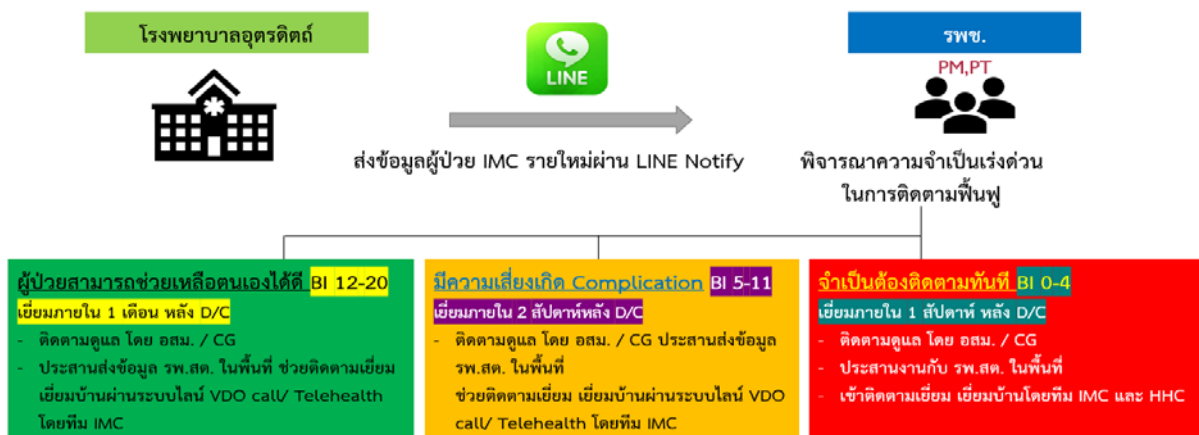 โรงพยาบาลอุตรดิตถ์
LINE
รพช.
PM,PT
ส่งข้อมูลผู้ป่วย IMC รายใหม่ผ่าน LINE Notify
พิจารณาความจำเป็นเร่งด่วน
ในการติดตามฟื้นฟู
ผู้ป่วยสามารถช่วยเหลือตนเองได้ดี BI 12-20
เยี่ยมภายใน 1 เดือน หลัง D/C
- ติดตามดูแล โดย อสม. / CG
- ประสานส่งข้อมูล รพ.สต. ในพื้นที่ ช่วยติดตามเยี่ยม
เยี่ยมบ้านผ่านระบบไลน์ VDO call/ Telehealth
โดยทีม IMC
มีความเสี่ยงเกิด Complication BI 5-11
เยี่ยมภายใน 2 สัปดาห์หลัง D/C
- ติดตามดูแล โดย อสม. / CG ประสานส่งข้อมูล
รพ.สต. ในพื้นที่
ช่วยติดตามเยี่ยม เยี่ยมบ้านผ่านระบบไลน์ VDO
call/ Telehealth โดยทีม IMC
จำเป็นต้องติดตามทันที BI 0-4
เยี่ยมภายใน 1 สัปดาห์ หลัง D/C
- ติดตามดูแล โดย อสม. / CG
- ประสานงานกับ รพ.สต. ในพื้นที่
- เข้าติดตามเยี่ยม เยี่ยมบ้านโดยทีม IMC และ HHC